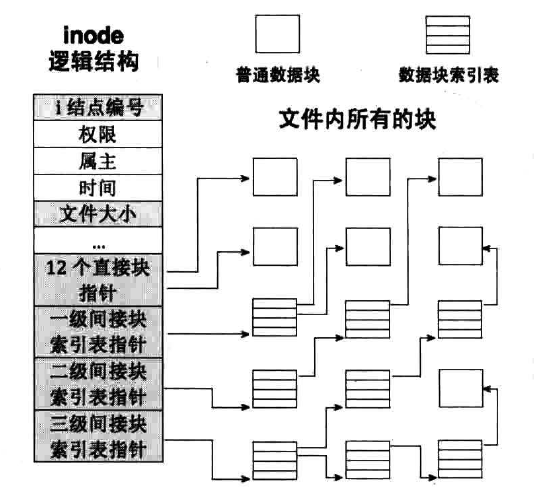 inode
逻辑结构
普通数据块
数据块索引表
文件内所有的块
i结点编号
权限
属主
时间
文件大小
...
12个直接块
指针
一级间接块
索引表指针
二级间接块
索引表指针
三级间接块
索引表指针